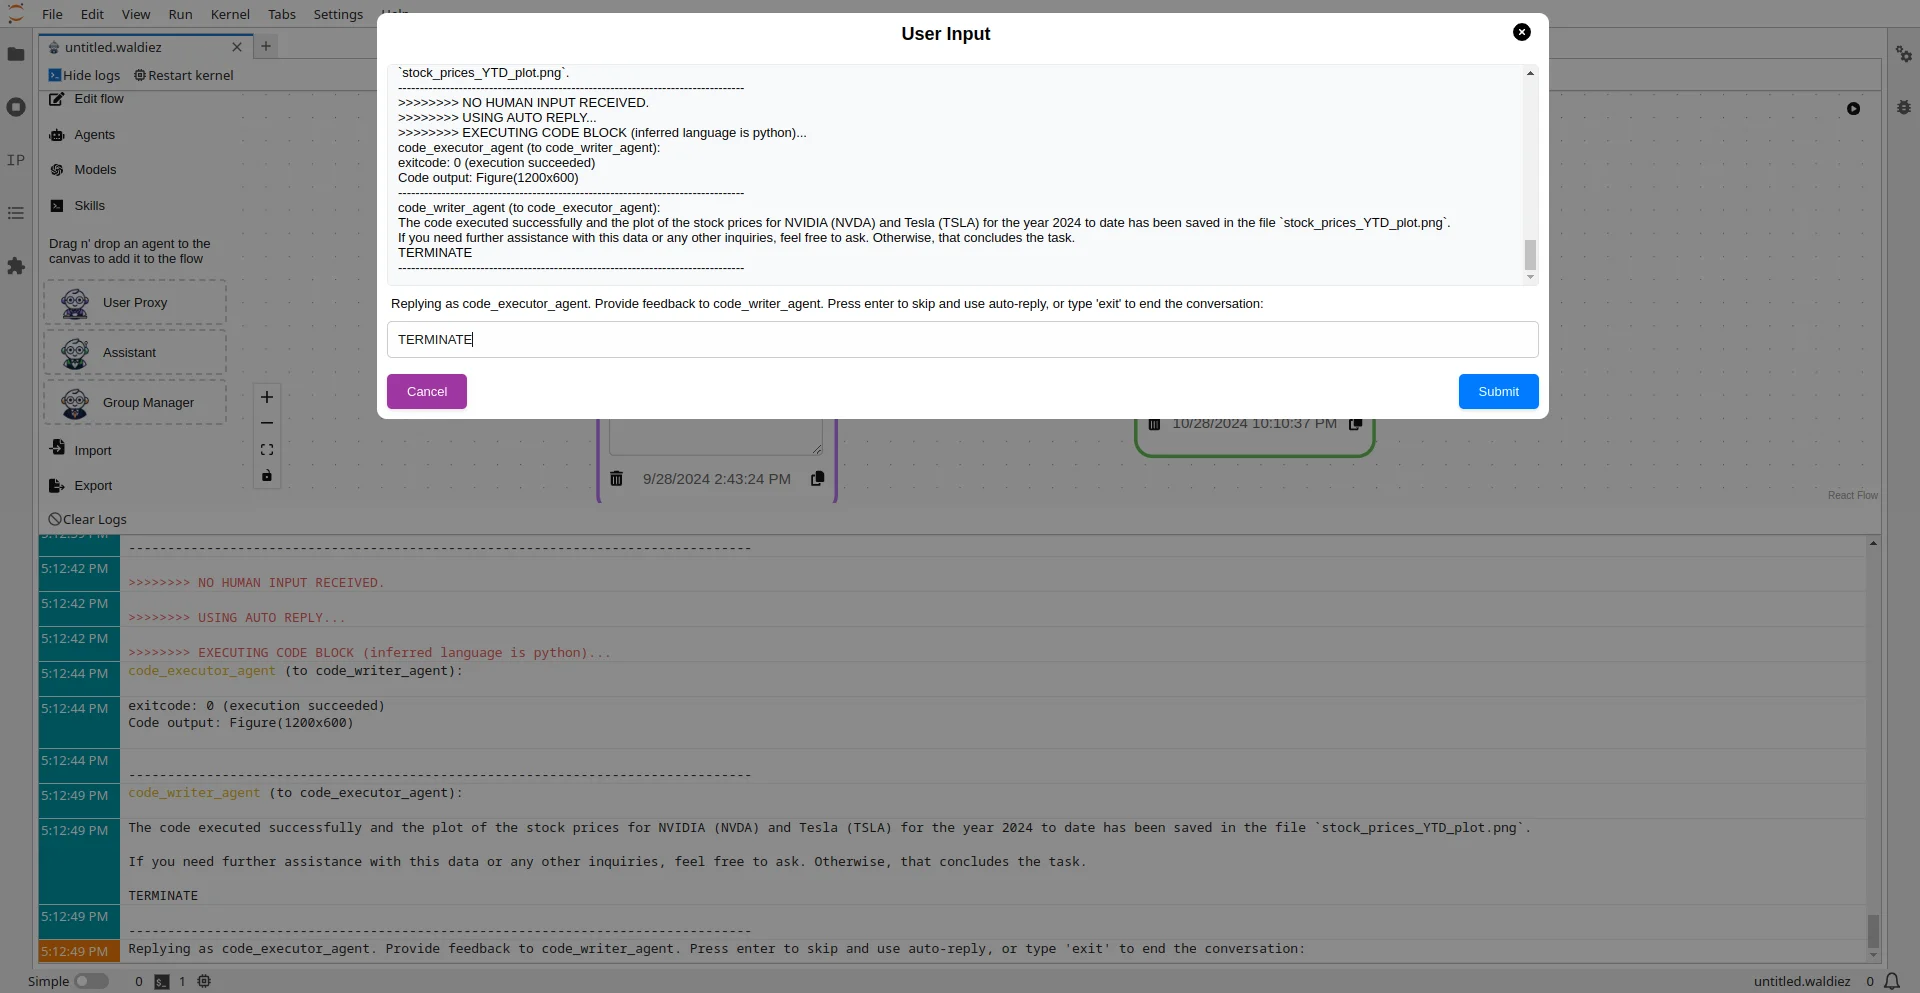 File Edit View Run Kernel Tabs Settings Help
untitled.waldiez
Hide logs Restart kernel
Edit flow
Agents
IP
Models
Skills
Drag n' drop an agent to the
canvas to add it to the flow
User Proxy
Assistant
Group Manager
Import
Export
User Input
`stock_prices_YTD_plot.png`.
--------------------------------------------------------------------------------
>>>>>>>> NO HUMAN INPUT RECEIVED.
>>>>>>>> USING AUTO REPLY...
>>>>>>>> EXECUTING CODE BLOCK (inferred language is python)...
code_executor_agent (to code_writer_agent):
exitcode: 0 (execution succeeded)
Code output: Figure(1200x600)
--------------------------------------------------------------------------------
code_writer_agent (to code_executor_agent):
The code executed successfully and the plot of the stock prices for NVIDIA (NVDA) and Tesla (TSLA) for the year 2024 to date has been saved in the file `stock_prices_YTD_plot.png`.
If you need further assistance with this data or any other inquiries, feel free to ask. Otherwise, that concludes the task.
TERMINATE
--------------------------------------------------------------------------------
Replying as code_executor_agent. Provide feedback to code_writer_agent. Press enter to skip and use auto-reply, or type 'exit' to end the conversation:
TERMINATE
Cancel
Submit
10/28/2024 10:10:37 PM
9/28/2024 2:43:24 PM
React Flow
Clear Logs
5:12:39 PM
--------------------------------------------------------------------------------
5:12:42 PM
>>>>>>>> NO HUMAN INPUT RECEIVED.
5:12:42 PM
>>>>>>>> USING AUTO REPLY...
5:12:42 PM
>>>>>>>> EXECUTING CODE BLOCK (inferred language is python)...
5:12:44 PM
code_executor_agent (to code_writer_agent):
5:12:44 PM
exitcode: 0 (execution succeeded)
Code output: Figure(1200x600)
5:12:44 PM
--------------------------------------------------------------------------------
5:12:49 PM
code_writer_agent (to code_executor_agent):
5:12:49 PM
The code executed successfully and the plot of the stock prices for NVIDIA (NVDA) and Tesla (TSLA) for the year 2024 to date has been saved in the file `stock_prices_YTD_plot.png`.
If you need further assistance with this data or any other inquiries, feel free to ask. Otherwise, that concludes the task.
TERMINATE
5:12:49 PM
--------------------------------------------------------------------------------
5:12:49 PM
Replying as code_executor_agent. Provide feedback to code_writer_agent. Press enter to skip and use auto-reply, or type 'exit' to end the conversation:
Simple 0 1
untitled.waldiez 0